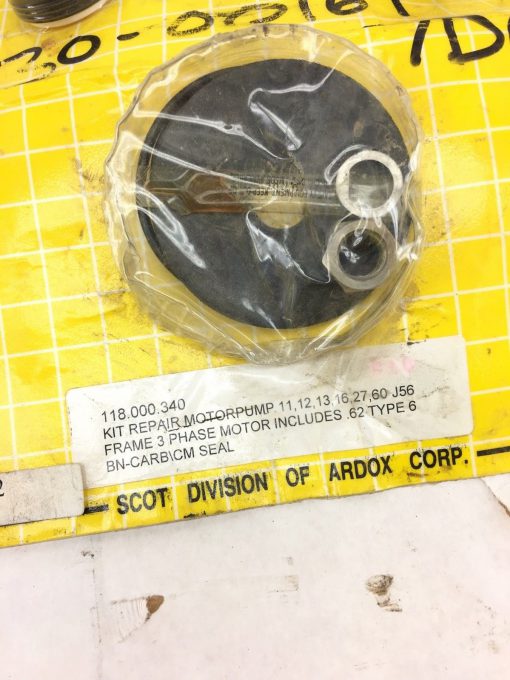 118.000.340
KIT REPAIR MOTORPUMP 11,12,13,16,27,60 J56
FRAME 3 PHASE MOTOR INCLUDES .62 TYPE 6
BN-CARB\CM SEAL
2
SCOT DIVISION OF ARDOX CORP.